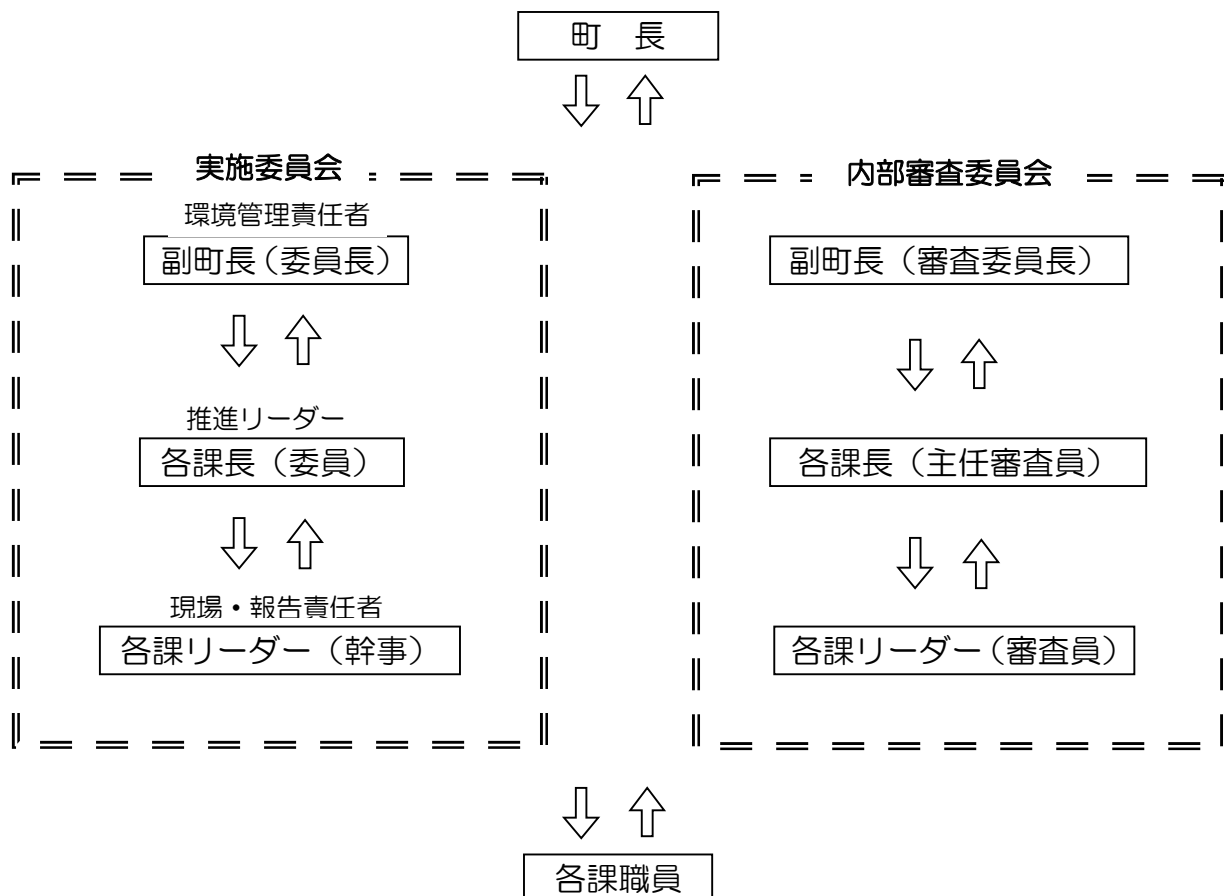 町　長
実施委員会
環境管理責任者
副町長（委員長）
推進リーダー
各課長（委員）
現場・報告責任者
各課リーダー（幹事）
内部審査委員会
副町長（審査委員長）
各課長（主任審査員）
各課リーダー（審査員）
各課職員